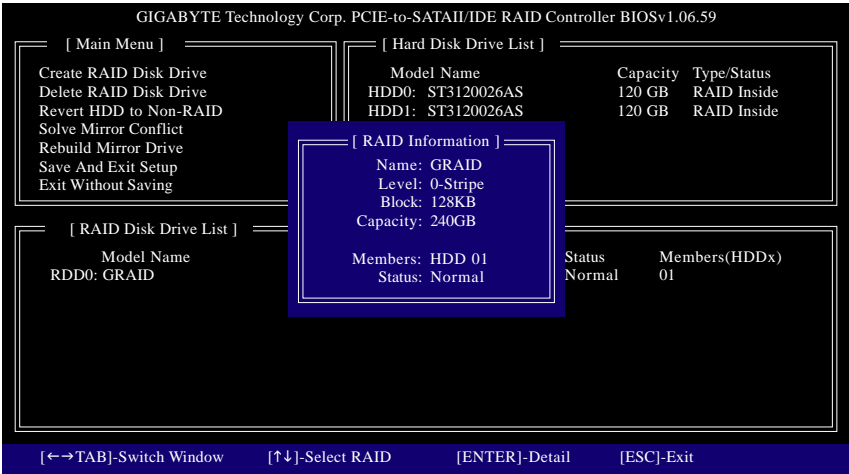 GIGABYTE Technology Corp. PCIE-to-SATAII/IDE RAID Controller BIOSv1.06.59
[ Main Menu ]
Create RAID Disk Drive
Delete RAID Disk Drive
Revert HDD to Non-RAID
Solve Mirror Conflict
Rebuild Mirror Drive
Save And Exit Setup
Exit Without Saving
[ Hard Disk Drive List ]
Model Name Capacity Type/Status
HDD0: ST3120026AS 120 GB RAID Inside
HDD1: ST3120026AS 120 GB RAID Inside
[ RAID Information ]
Name: GRAID
Level: 0-Stripe
Block: 128KB
Capacity: 240GB
Members: HDD 01
Status: Normal
[ RAID Disk Drive List ]
Model Name Status Members(HDDx)
RDD0: GRAID Normal 01
[←→TAB]-Switch Window [↑↓]-Select RAID [ENTER]-Detail [ESC]-Exit